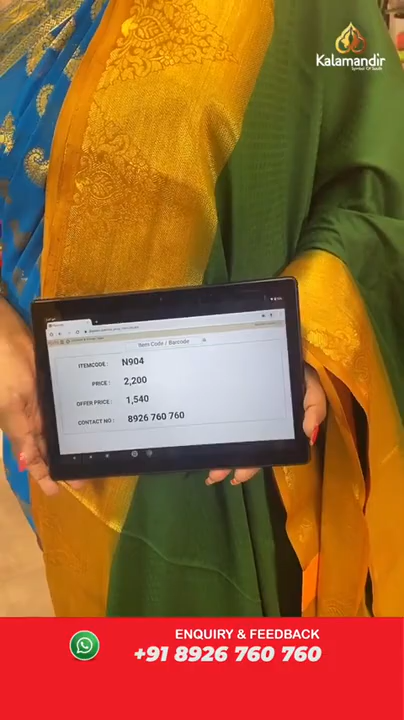 Kalamandir
Item Code / Barcode
ITEMCODE : N904
PRICE : 2,200
OFFER PRICE : 1,540
CONTACT NO : 8926 760 760
ENQUIRY & FEEDBACK
+91 8926 760 760